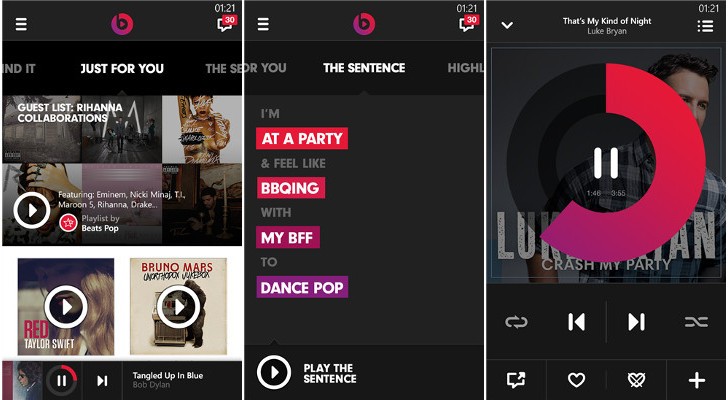 01:21
30
ND IT
JUST FOR YOU
THE SE
GUEST LIST: RIHANNA
COLLABORATIONS
Featuring: Eminem, Nicki Minaj, T.I.,
Maroon 5, Rihanna, Drake...
Playlist by
Beats Pop
RED
TAYLOR SWIFT
BRUNO MARS
UNORTHODOX JUKEBOX
Tangled Up In Blue
Bob Dylan
01:21
30
OR YOU
THE SENTENCE
HIGHL
I'M
AT A PARTY
& FEEL LIKE
BBQING
WITH
MY BFF
TO
DANCE POP
PLAY THE
SENTENCE
01:21
That's My Kind of Night
Luke Bryan
1:46
3:55
LUKE BRYAN
CRASH MY PARTY